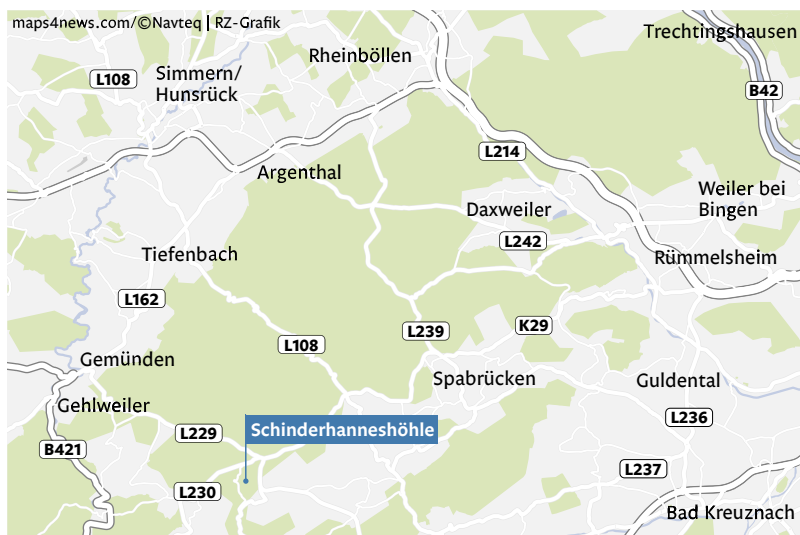 maps4news.com/©Navteq | RZ-Grafik
Trechtingshausen
Rheinböllen
L108
Simmern/
Hunsrück
B42
L214
Argenthal
Weiler bei
Bingen
Daxweiler
L242
Tiefenbach
Rümmelsheim
L162
K29
L239
L108
Gemünden
Spabrücken
Guldental
Gehlweiler
L236
L229
Schinderhanneshöhle
B421
L237
L230
Bad Kreuznach